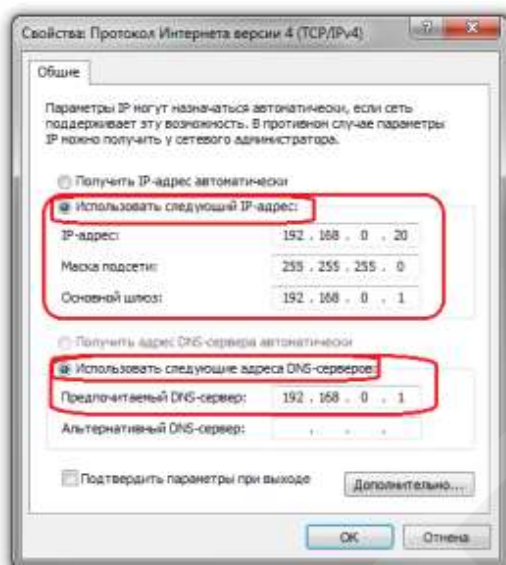 Свойства: Протокол Интернета версии 4 (TCP/IPv4)
Общие
Параметры IP могут назначаться автоматически, если сеть
поддерживает эту возможность. В противном случае параметры
IP можно получить у сетевого администратора.
Получить IP-адрес автоматически
Использовать следующий IP-адрес:
IP-адрес: 192 . 168 . 0 . 20
Маска подсети: 255 . 255 . 255 . 0
Основной шлюз: 192 . 168 . 0 . 1
Получить адрес DNS-сервера автоматически
Использовать следующие адреса DNS-серверов:
Предпочитаемый DNS-сервер: 192 . 168 . 0 . 1
Альтернативный DNS-сервер: . . .
Подтвердить параметры при выходе
Дополнительно...
ОК Отмена